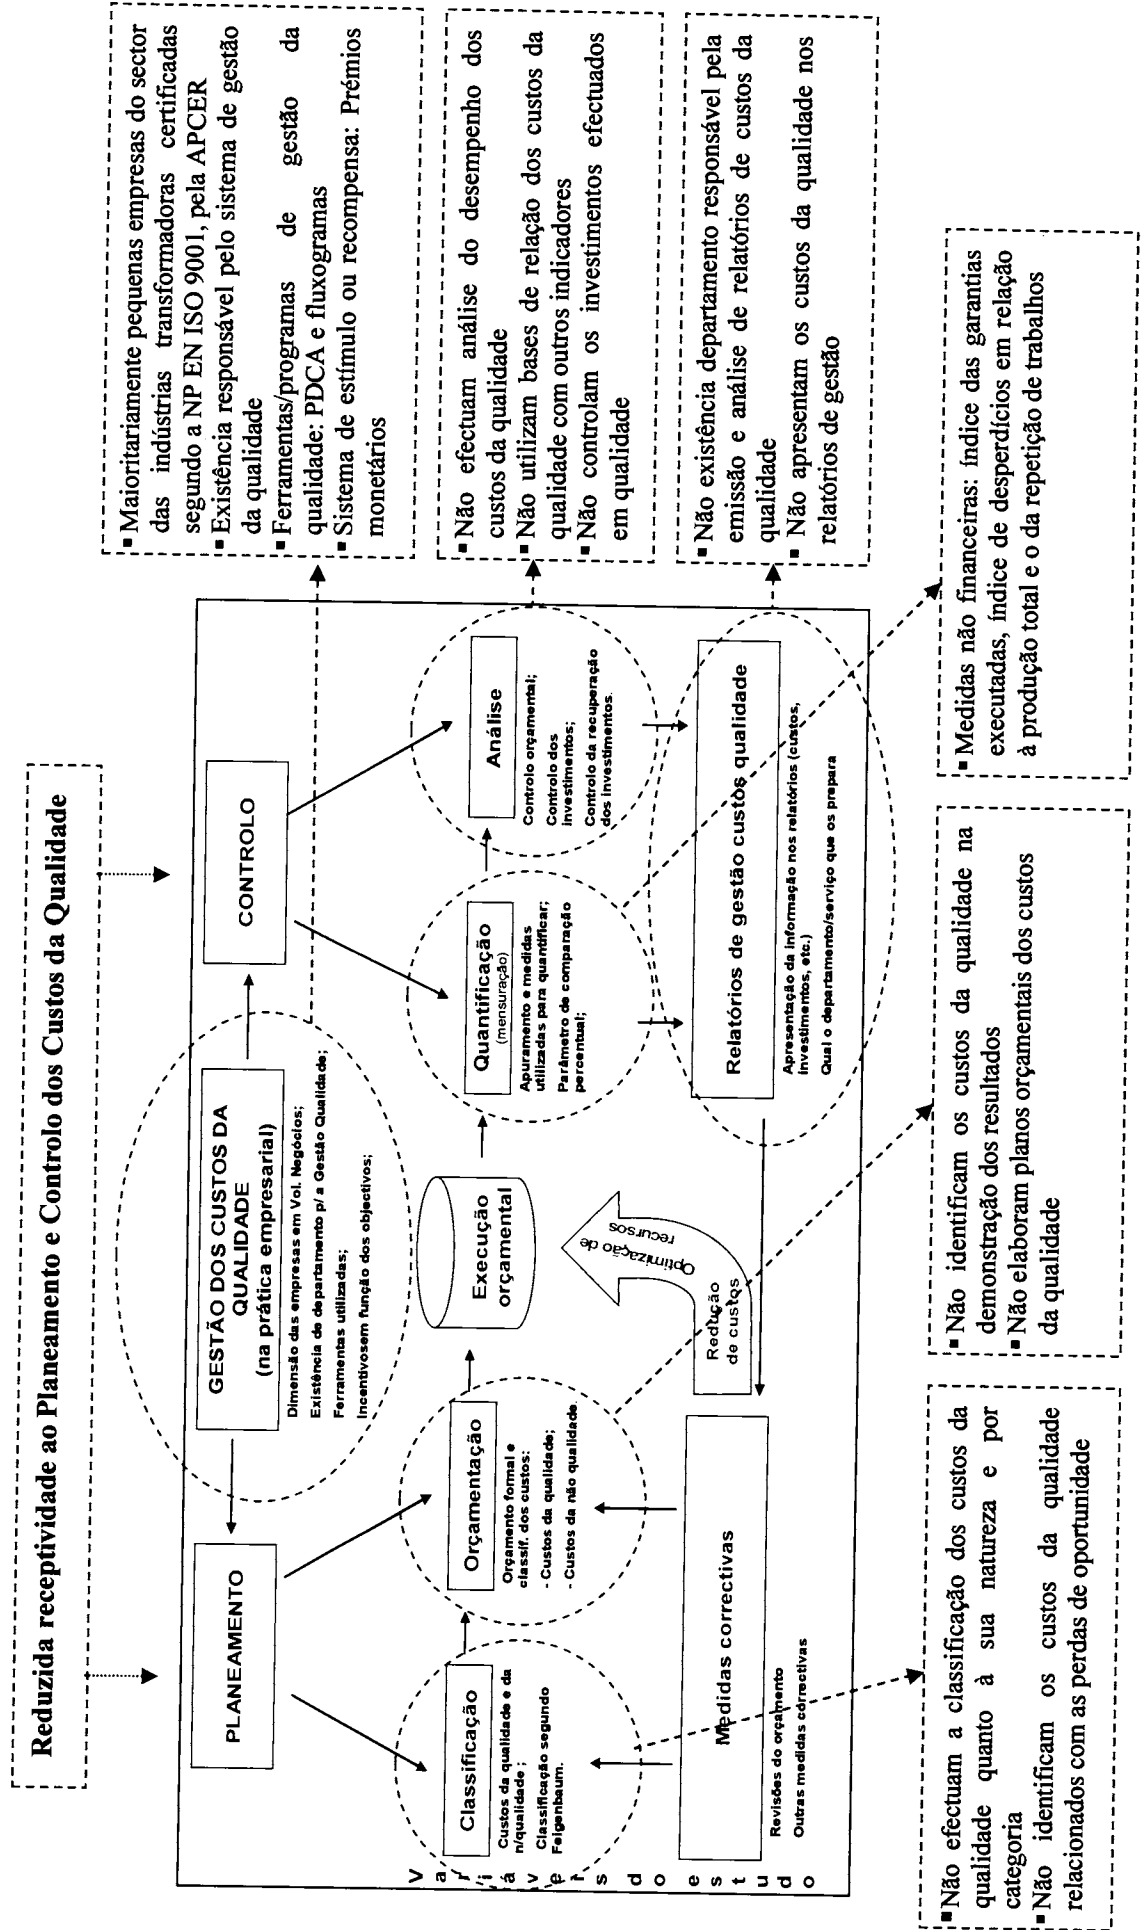 Reduzida receptividade ao Planeamento e Controlo dos Custos da Qualidade
PLANEAMENTO
GESTÃO DOS CUSTOS DA
QUALIDADE
(na prática empresarial)
Dimensão das empresas em Vol. Negócios;
Existência de departamento p/ a Gestão Qualidade;
Ferramentas utilizadas;
Incentivosem função dos objectivos;
CONTROLO
Classificação
Custos da qualidade e da
n/qualidade ;
Classificação segundo
Feigenbaum.
Orçamentação
Orçamento formal e
classif. dos custos:
- Custos da qualidade;
- Custos da não qualidade.
Execução
orçamental
Quantificação
(mensuração)
Apuramento e medidas
utilizadas para quantificar;
Parâmetro de comparação
percentual;
Análise
Controlo orçamental;
Controlo dos
investimentos;
Controlo da recuperação
dos investimentos.
Medidas correctivas
Revisões do orçamento
Outras medidas correctivas
Redução
de custos
Optimização de
recursos
Relatórios de gestão custos qualidade
Apresentação da informação nos relatórios (custos,
investimentos, etc.)
Qual o departamento/serviço que os prepara
Variáveis do estudo
▪ Maioritariamente pequenas empresas do sector
das indústrias transformadoras certificadas
segundo a NP EN ISO 9001, pela APCER
▪ Existência responsável pelo sistema de gestão
da qualidade
▪ Ferramentas/programas de gestão da
qualidade: PDCA e fluxogramas
▪ Sistema de estímulo ou recompensa: Prémios
monetários
▪ Não efectuam análise do desempenho dos
custos da qualidade
▪ Não utilizam bases de relação dos custos da
qualidade com outros indicadores
▪ Não controlam os investimentos efectuados
em qualidade
▪ Não existência departamento responsável pela
emissão e análise de relatórios de custos da
qualidade
▪ Não apresentam os custos da qualidade nos
relatórios de gestão
▪ Não efectuam a classificação dos custos da
qualidade quanto à sua natureza e por
categoria
▪ Não identificam os custos da qualidade
relacionados com as perdas de oportunidade
▪ Não identificam os custos da qualidade na
demonstração dos resultados
▪ Não elaboram planos orçamentais dos custos
da qualidade
▪ Medidas não financeiras: índice das garantias
executadas, índice de desperdícios em relação
à produção total e o da repetição de trabalhos